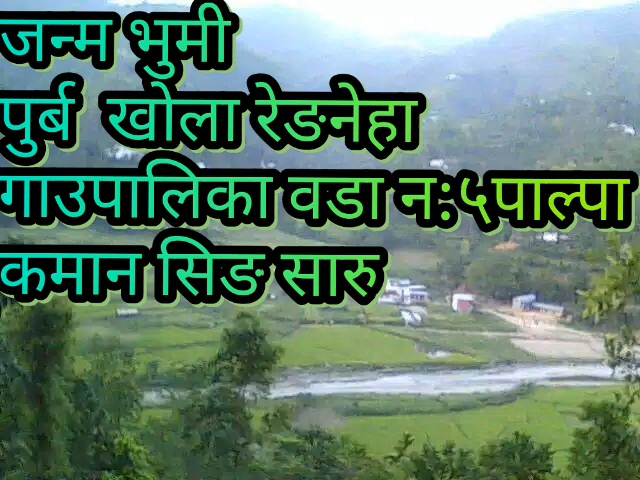 जन्म भुमी
पुर्ब खोला रेङनेहा
गाउपालिका वडा न:५पाल्पा
कमान सिङ सारु